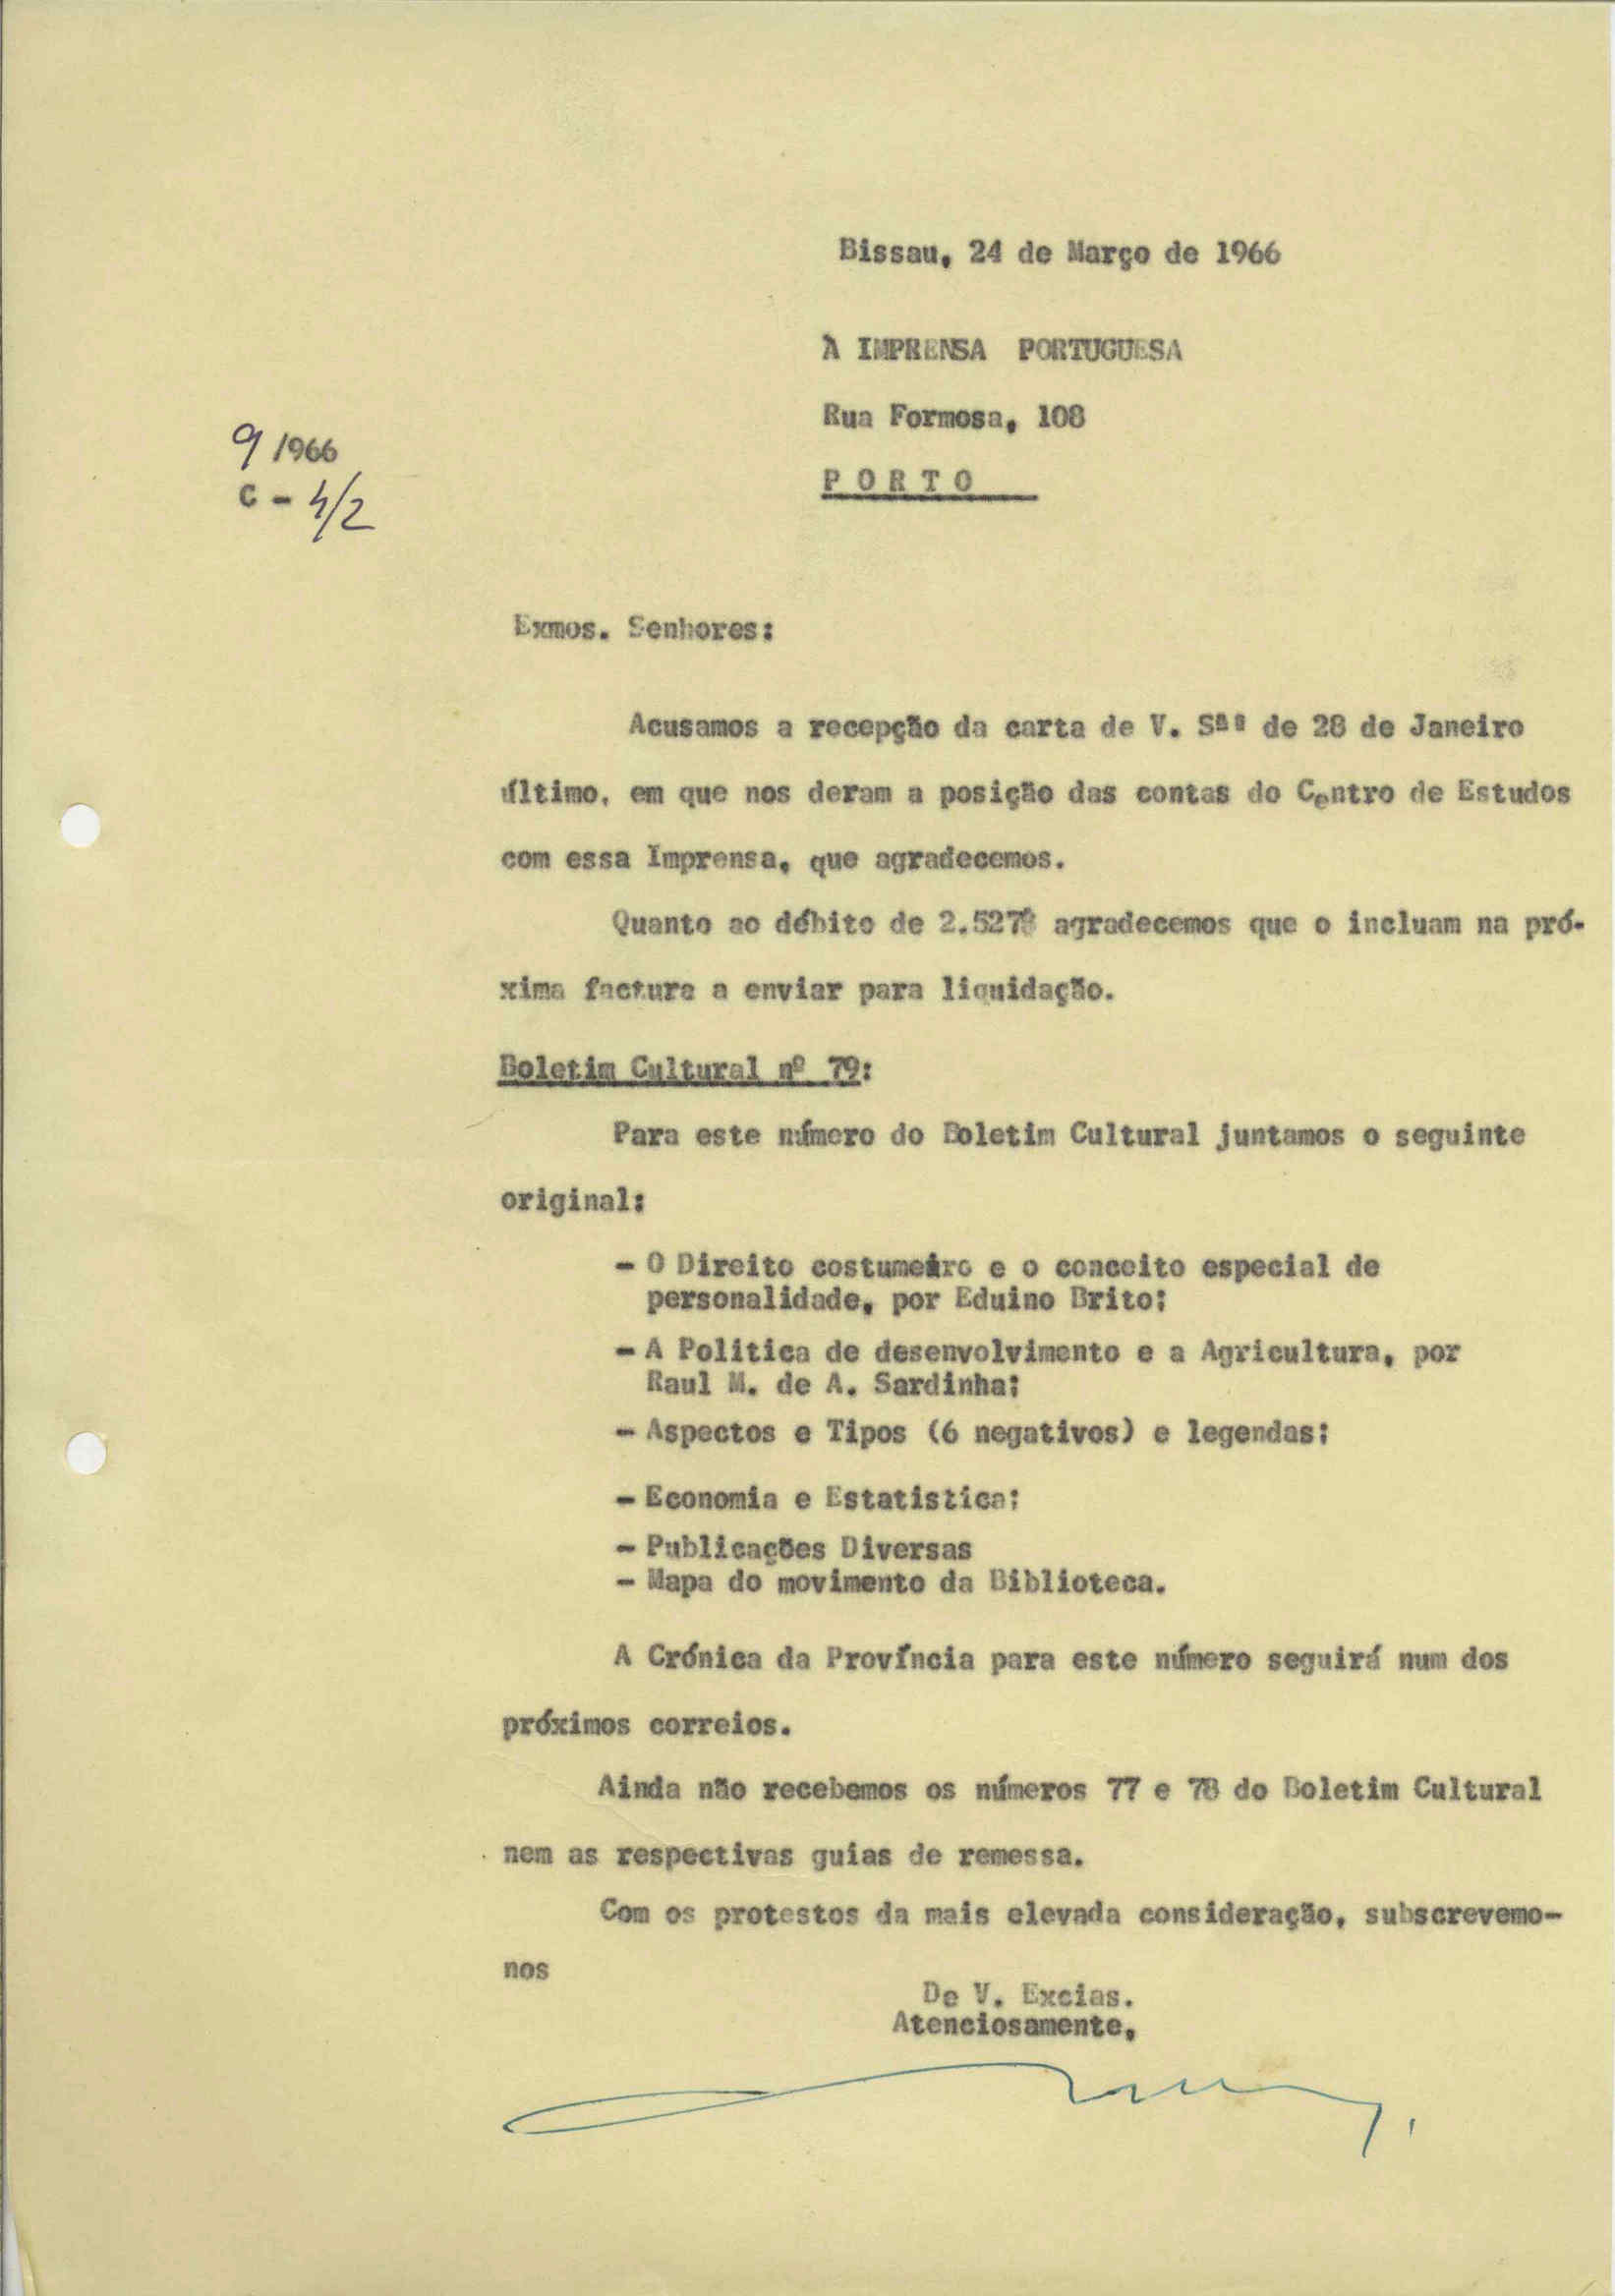 Bissau, 24 de Março de 1966
À IMPRENSA PORTUGUESA
Rua Formosa, 108
PORTO
9/1966
C - 4/2
Exmos. Senhores:
Acusamos a recepção da carta de V. Sªs de 28 de Janeiro
último, em que nos deram a posição das contas do Centro de Estudos
com essa Imprensa, que agradecemos.
Quanto ao débito de 2.527$ agradecemos que o incluam na pró-
xima factura a enviar para liquidação.
Boletim Cultural nº 79:
Para este número do Boletim Cultural juntamos o seguinte
original:
- O Direito costumeiro e o conceito especial de
personalidade, por Eduino Brito;
- A Politica de desenvolvimento e a Agricultura, por
Raul M. de A. Sardinha;
- Aspectos e Tipos (6 negativos) e legendas;
- Economia e Estatistica;
- Publicações Diversas
- Mapa do movimento da Biblioteca.
A Crónica da Província para este número seguirá num dos
próximos correios.
Ainda não recebemos os números 77 e 78 do Boletim Cultural
nem as respectivas guias de remessa.
Com os protestos da mais elevada consideração, subscrevemo-
nos
De V. Excias.
Atenciosamente,